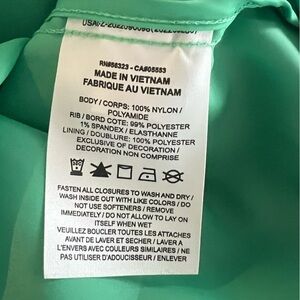 RN#56323 - CA#05553
MADE IN VIETNAM
FABRIQUE AU VIETNAM
BODY / CORPS: 100% NYLON /
POLYAMIDE
RIB / BORD COTE: 99% POLYESTER
1% SPANDEX / ELASTHANNE
LINING / DOUBLURE: 100% POLYESTER
EXCLUSIVE OF DECORATION /
DECORATION NON COMPRISE
FASTEN ALL CLOSURES TO WASH AND DRY /
WASH INSIDE OUT WITH LIKE COLORS / DO
NOT USE SOFTENERS / REMOVE
IMMEDIATELY / DO NOT ALLOW TO LAY ON
ITSELF WHEN WET
VEUILLEZ BOUCLER TOUTES LES ATTACHES
AVANT DE LAVER ET SECHER / LAVER A
L'ENVERS AVEC COULEURS SIMILAIRES / NE
PAS UTILISER D'ADOUCISSEUR / ENLEVER